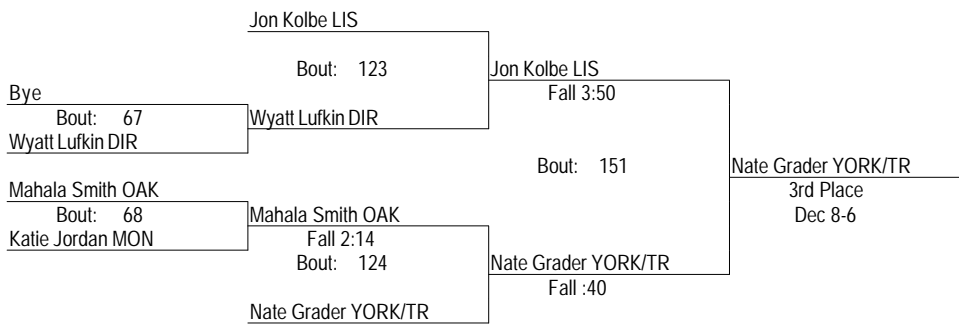 Jon Kolbe LIS
Bout: 123
Jon Kolbe LIS
Fall 3:50
Bye
Bout: 67
Wyatt Lufkin DIR
Wyatt Lufkin DIR
Bout: 151
Nate Grader YORK/TR
3rd Place
Dec 8-6
Mahala Smith OAK
Bout: 68
Katie Jordan MON
Mahala Smith OAK
Fall 2:14
Bout: 124
Nate Grader YORK/TR
Fall :40
Nate Grader YORK/TR